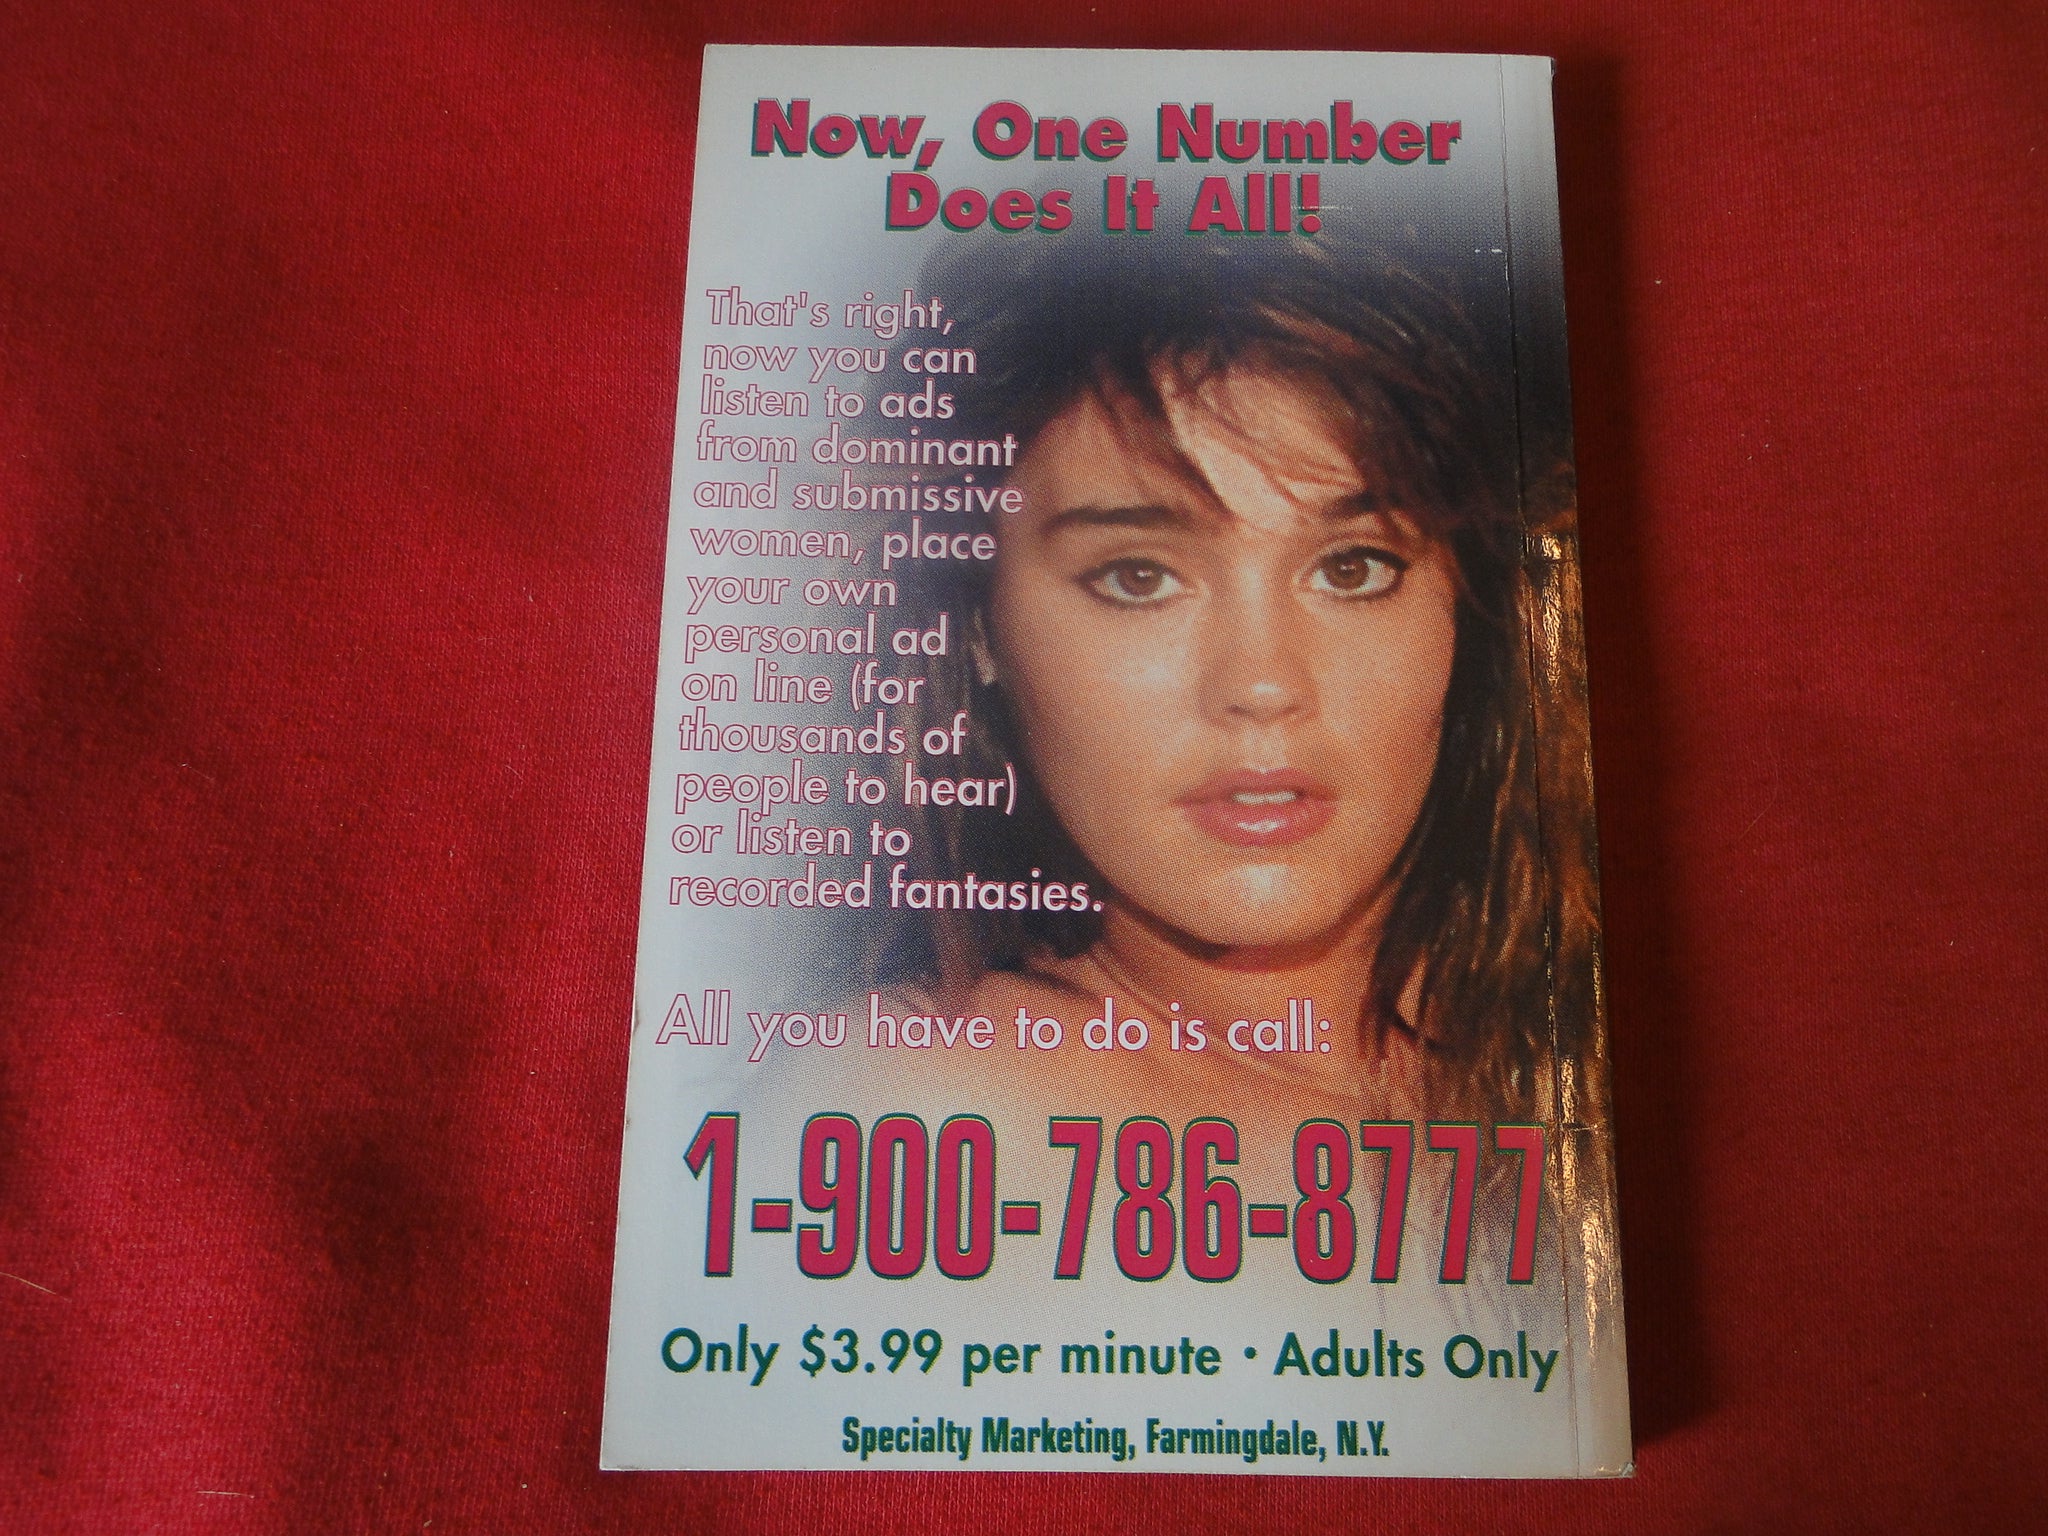 Now, One Number
Does It All!
That's right,
now you can
listen to ads
from dominant
and submissive
women, place
your own
personal ad
on line (for
thousands of
people to hear)
or listen to
recorded fantasies.
All you have to do is call:
1-900-786-8777
Only $3.99 per minute • Adults Only
Specialty Marketing, Farmingdale, N.Y.